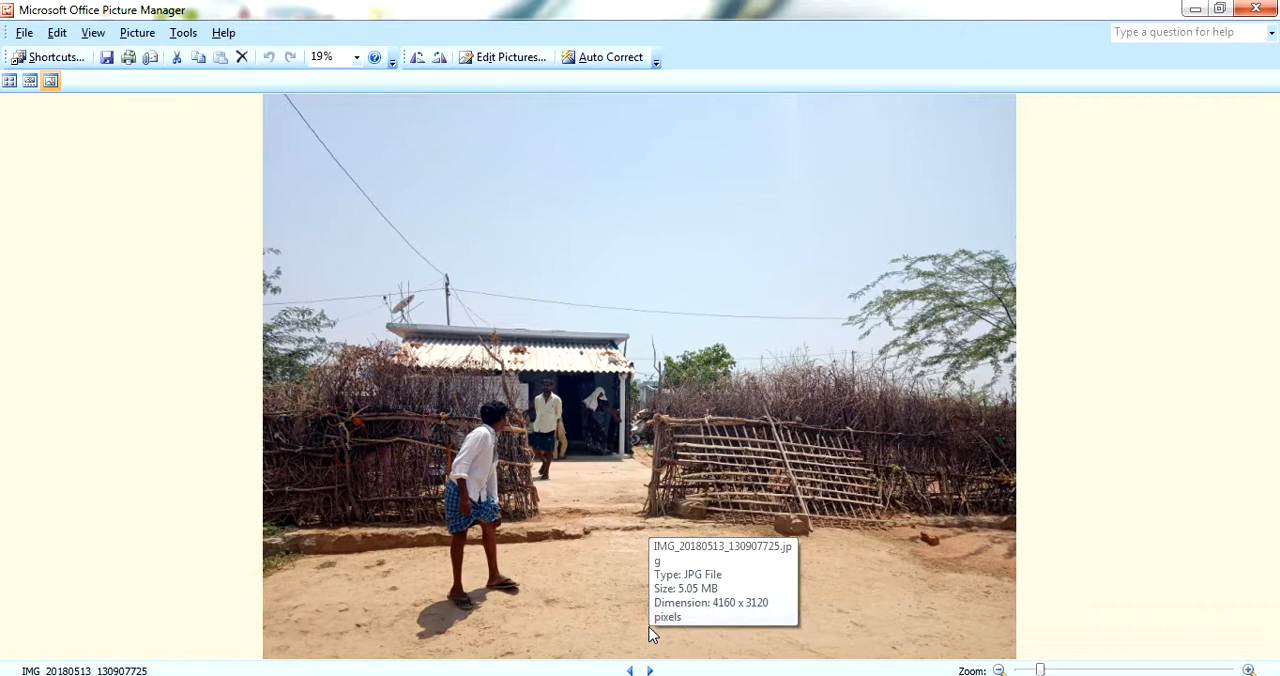 Microsoft Office Picture Manager
File Edit View Picture Tools Help
Type a question for help
Shortcuts... 19% Edit Pictures... Auto Correct
IMG_20180513_130907725.jp
g
Type: JPG File
Size: 5.05 MB
Dimension: 4160 x 3120
pixels
IMG_20180513_130907725
Zoom: